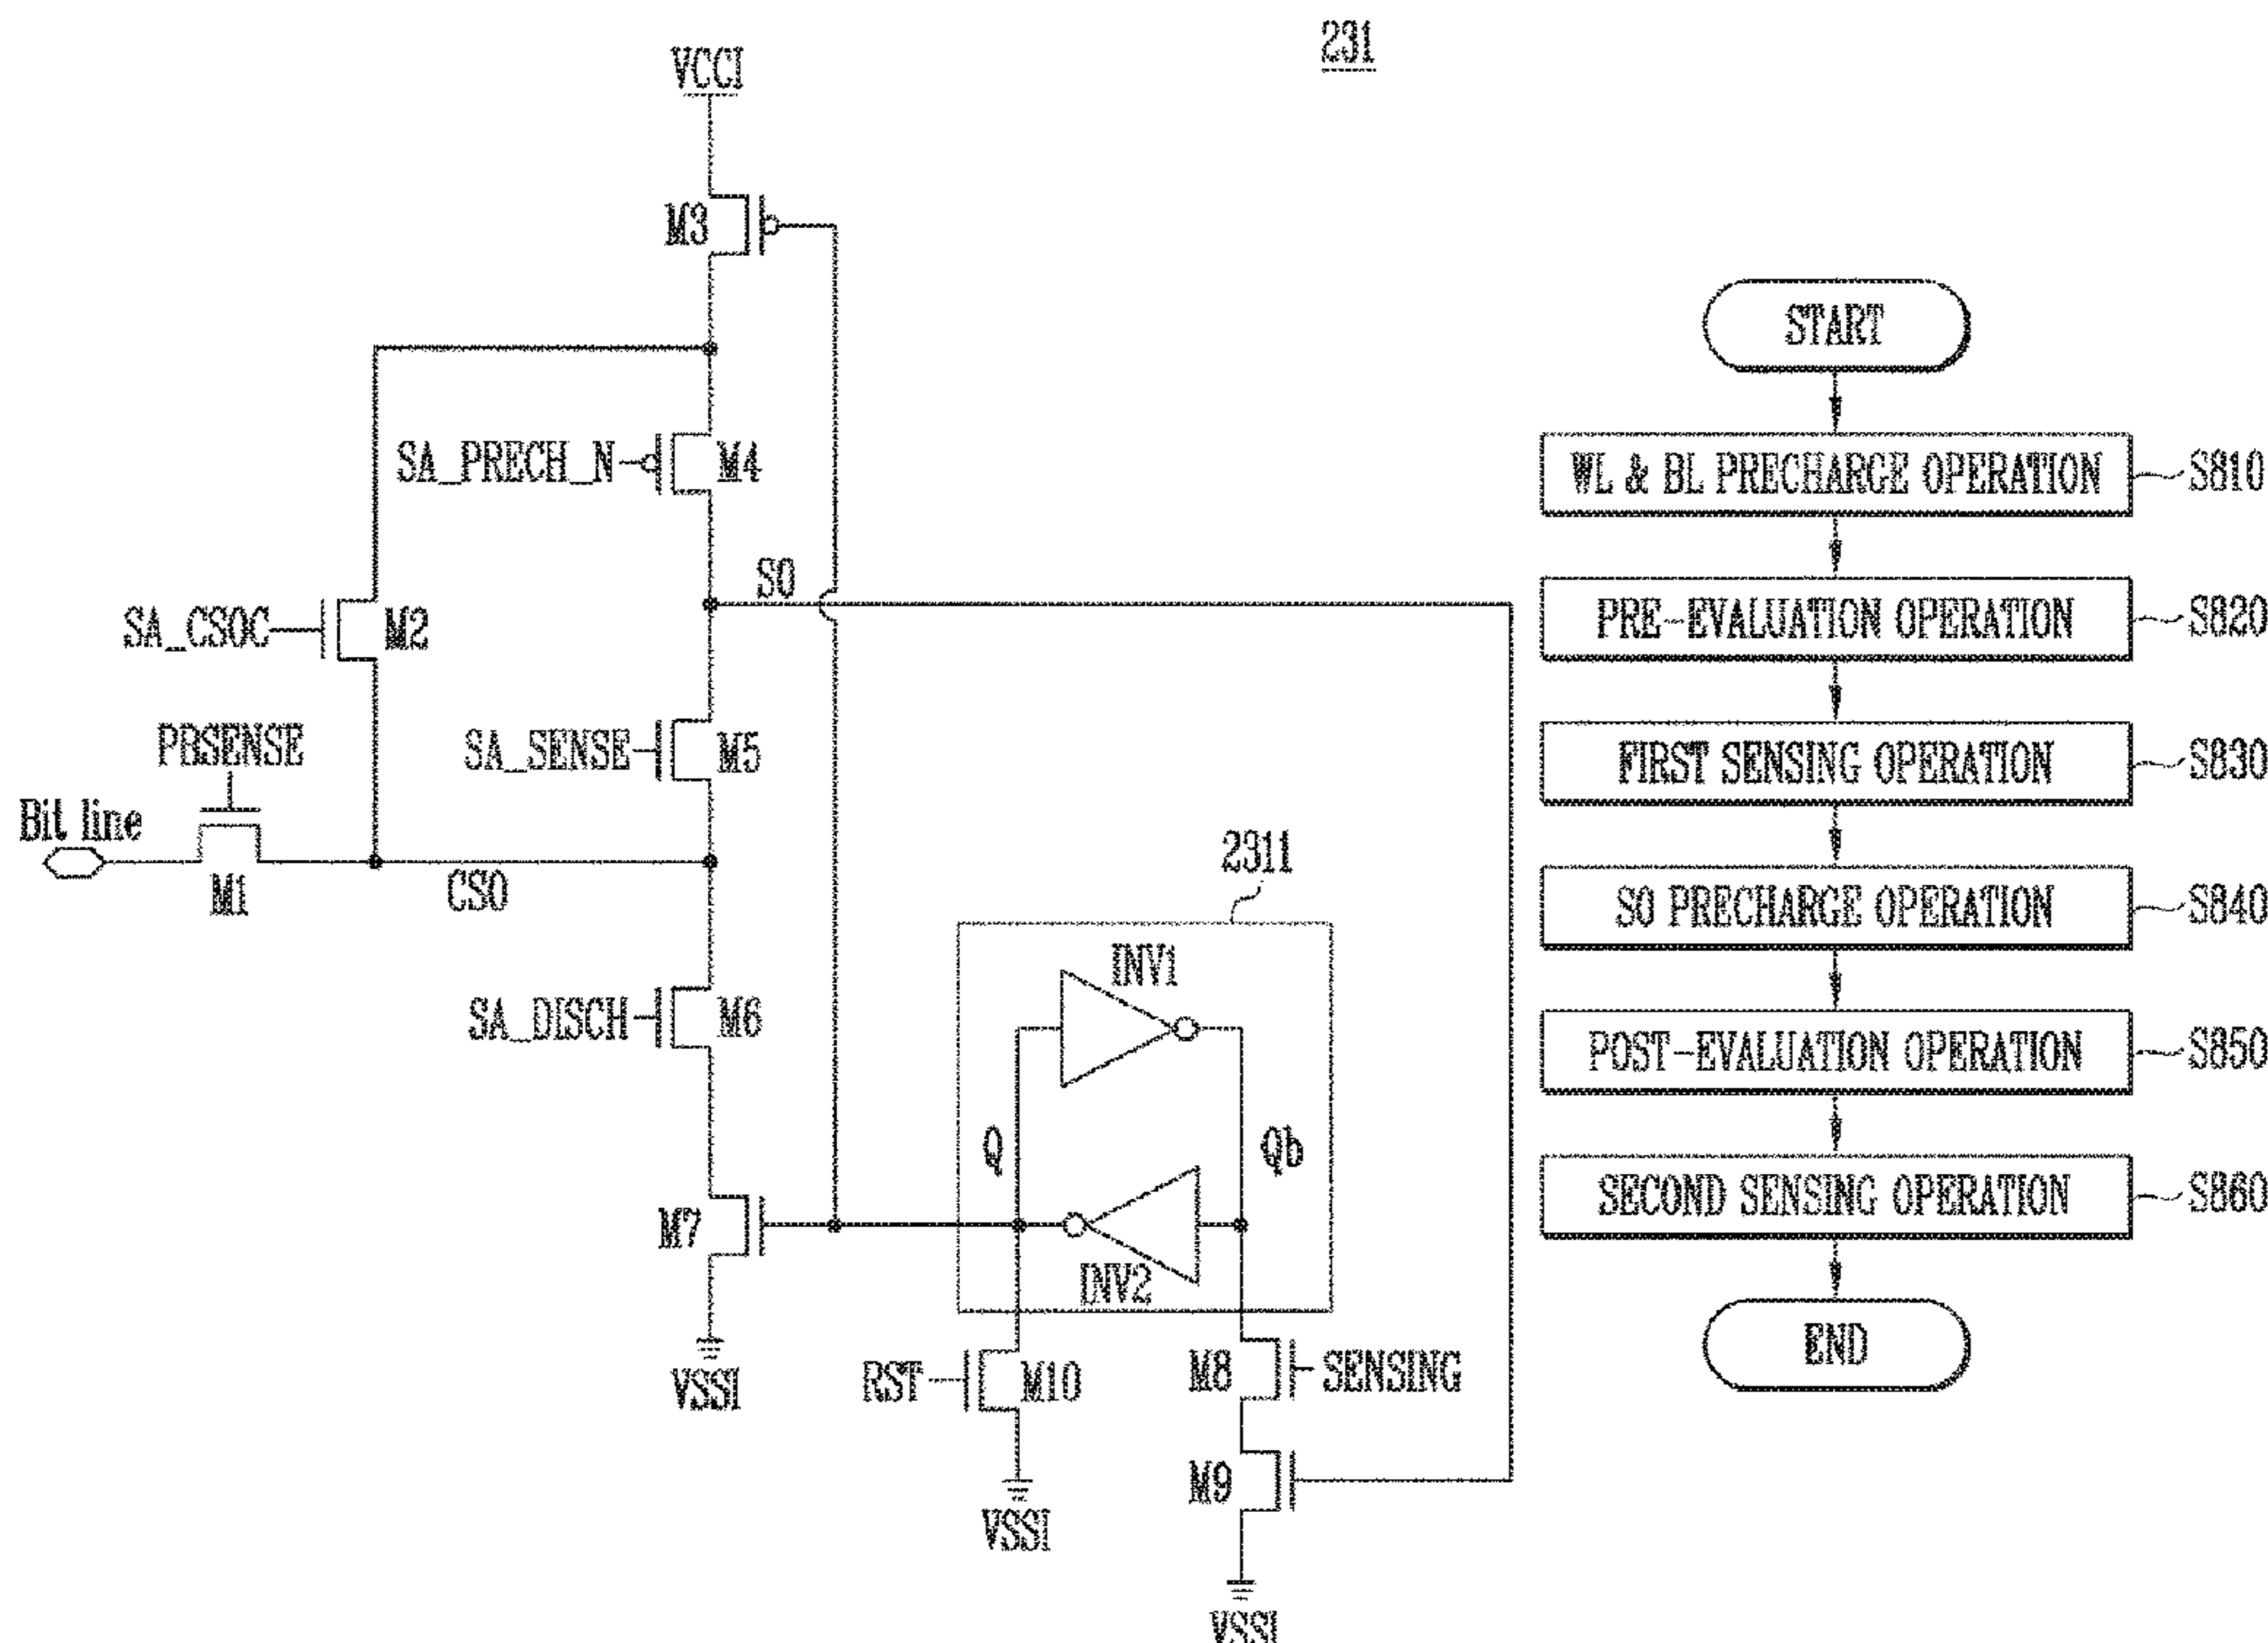 231
VCCI
M3
SA_PRECH_N
M4
SO
SA_CSOC
M2
PBSENSE
SA_SENSE
M5
Bit line
M1
CSO
2311
INV1
SA_DISCH
M6
Q
Qb
M7
INV2
VSSI
RST
M10
M8
SENSING
M9
VSSI
VSSI
START
WL & BL PRECHARGE OPERATION
S810
PRE-EVALUATION OPERATION
S820
FIRST SENSING OPERATION
S830
SO PRECHARGE OPERATION
S840
POST-EVALUATION OPERATION
S850
SECOND SENSING OPERATION
S860
END